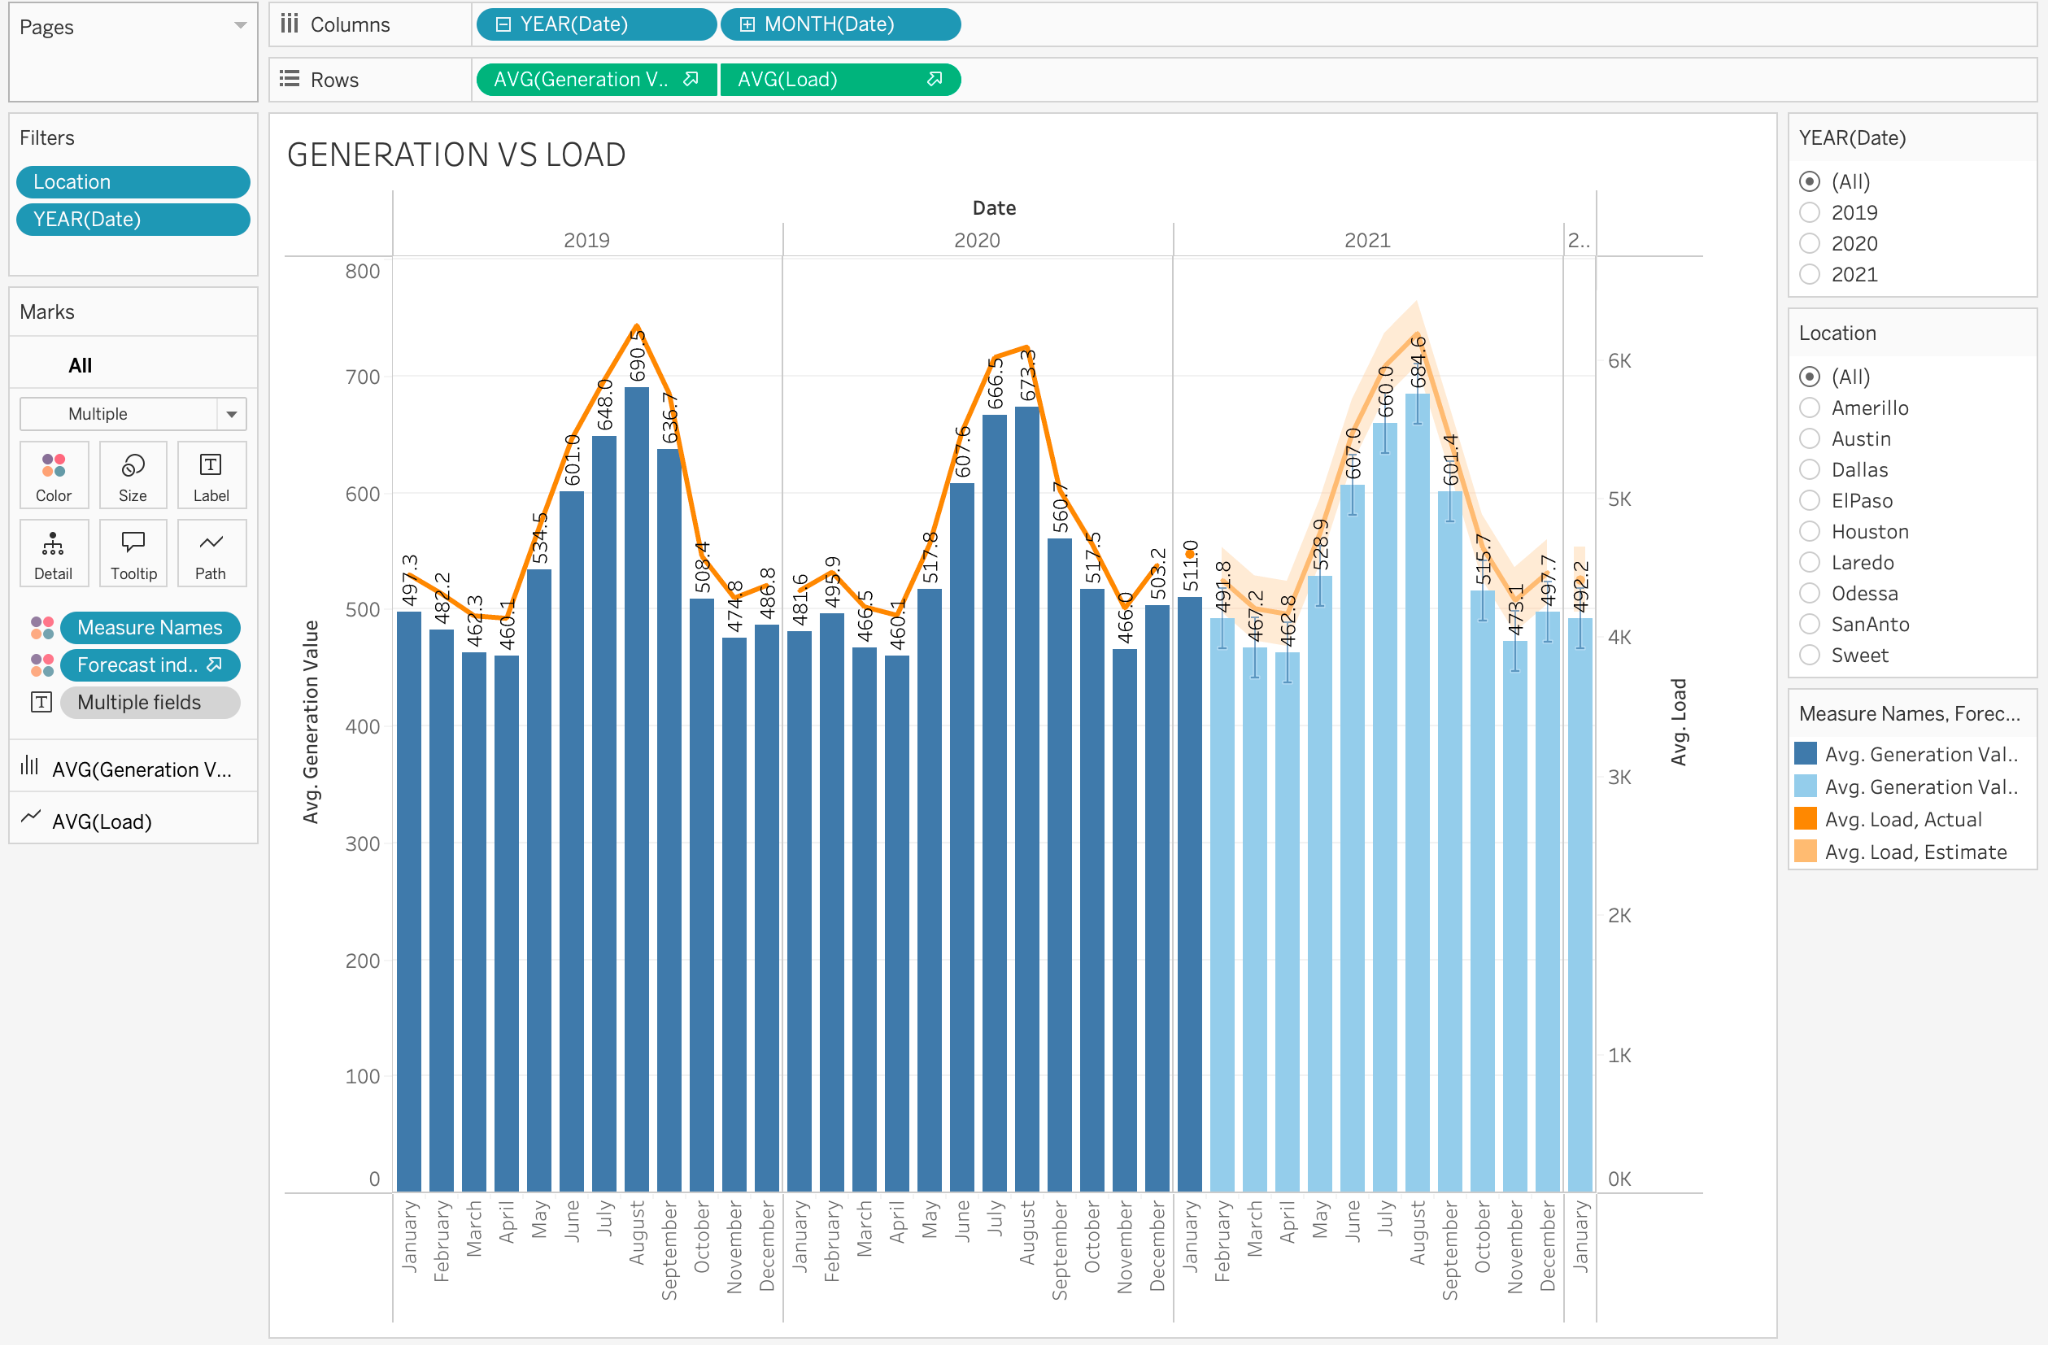 Pages
Columns
YEAR(Date)
MONTH(Date)
Rows
AVG(Generation V..
AVG(Load)
Filters
Location
YEAR(Date)
Marks
All
Multiple
Color
Size
Label
Detail
Tooltip
Path
Measure Names
Forecast ind..
Multiple fields
AVG(Generation V...
AVG(Load)
GENERATION VS LOAD
Date
2019
2020
2021
2..
Avg. Generation Value
800
700
600
500
400
300
200
100
0
497.3
482.2
462.3
460.1
534.5
601.0
648.0
690.5
636.7
508.4
474.8
486.8
481.6
495.9
466.5
460.1
517.8
607.6
666.5
673.3
560.7
517.5
466.0
503.2
511.0
491.8
467.2
462.8
528.9
607.0
660.0
684.6
601.4
515.7
473.1
497.7
492.2
6K
5K
4K
3K
2K
1K
0K
Avg. Load
January
February
March
April
May
June
July
August
September
October
November
December
January
February
March
April
May
June
July
August
September
October
November
December
January
February
March
April
May
June
July
August
September
October
November
December
January
YEAR(Date)
(All)
2019
2020
2021
Location
(All)
Amerillo
Austin
Dallas
ElPaso
Houston
Laredo
Odessa
SanAnto
Sweet
Measure Names, Forec...
Avg. Generation Val..
Avg. Generation Val..
Avg. Load, Actual
Avg. Load, Estimate